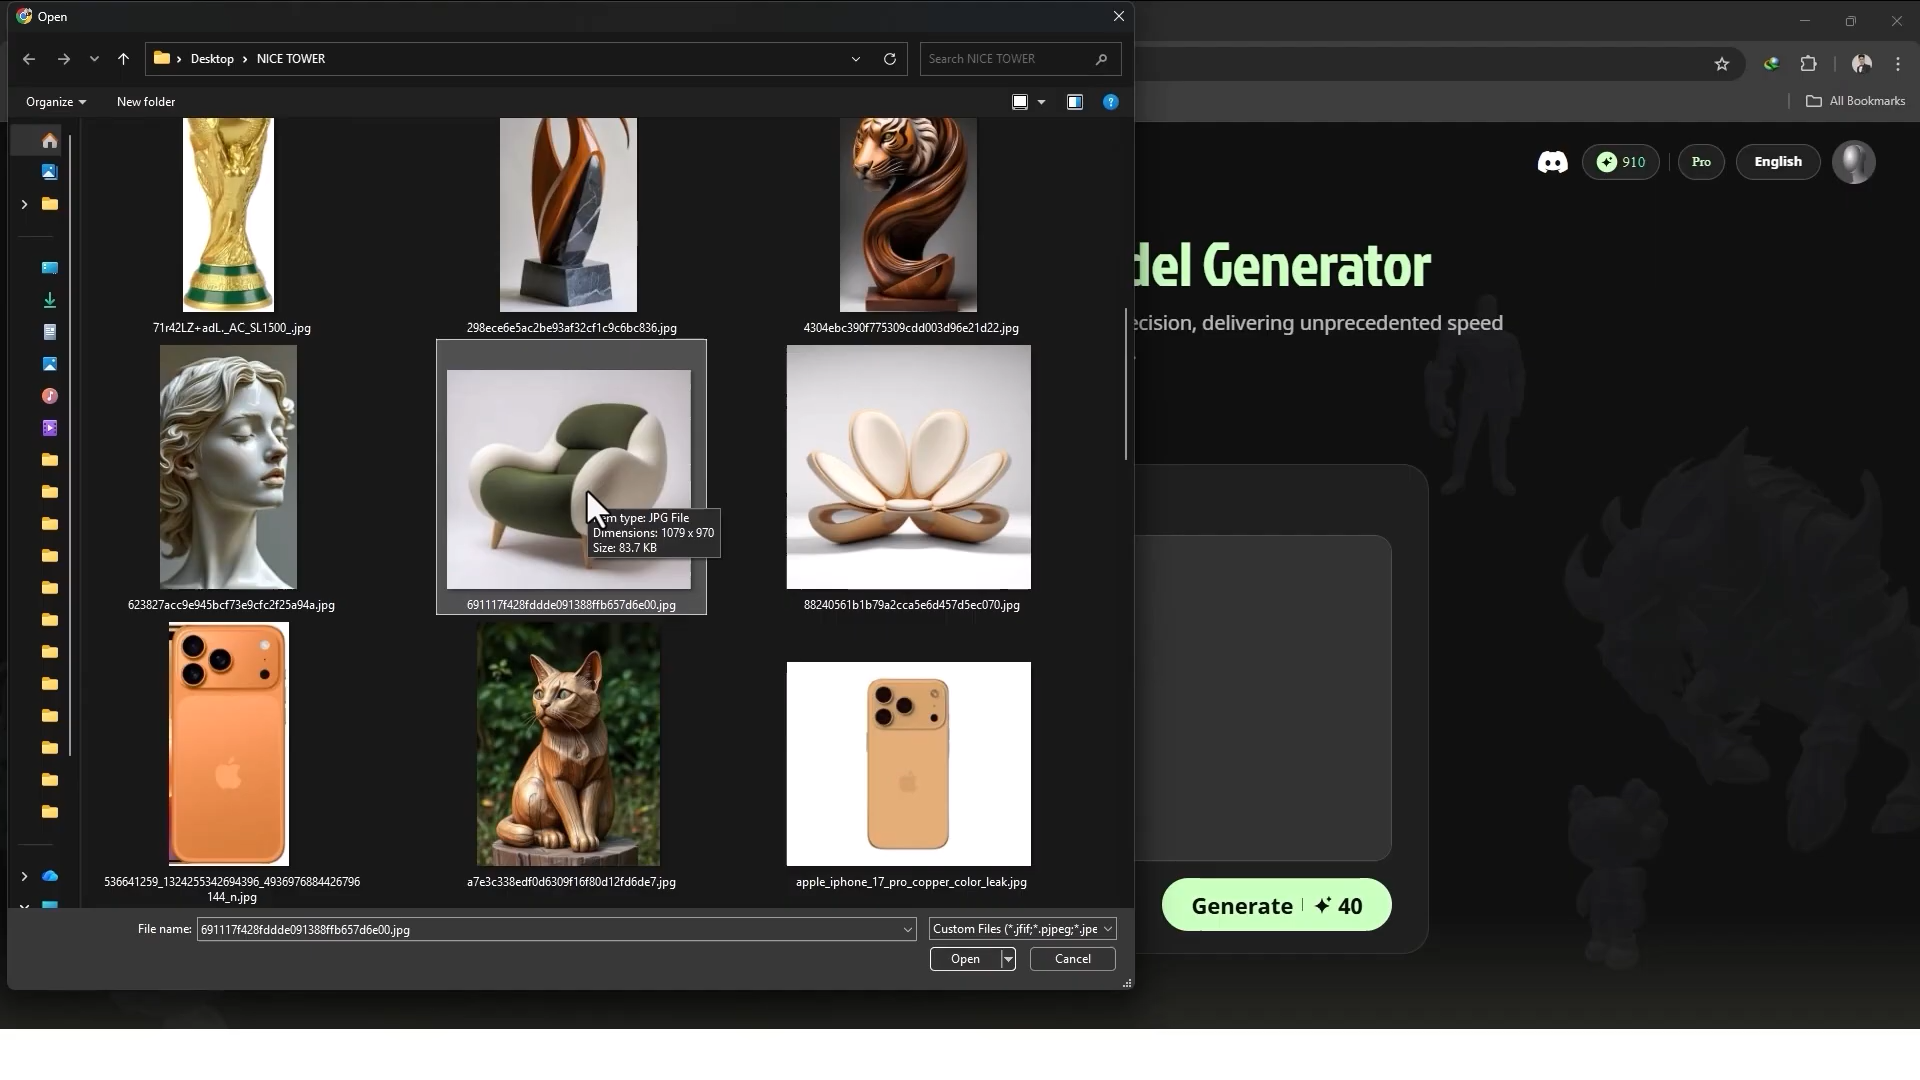 Open
Desktop > NICE TOWER
Search NICE TOWER
Organize
New folder
All Bookmarks
910
Pro
English
del Generator
ecision, delivering unprecedented speed
71r42LZ+adL._AC_SL1500_.jpg
298ece6e5ac2be93af32cf1c9c6bc836.jpg
4304ebc390f775309cdd003d96e21d22.jpg
em type: JPG File
Dimensions: 1079 x 970
Size: 83.7 KB
623827acc9e945bcf73e9cfc2f25a94a.jpg
691117f428fddde091388ffb657d6e00.jpg
88240561b1b79a2cca5e6d457d5ec070.jpg
536641259_1324255342694396_4936976884426796
144_n.jpg
a7e3c338edf0d6309f16f80d12fd6de7.jpg
apple_iphone_17_pro_copper_color_leak.jpg
Generate | 40
File name:
691117f428fddde091388ffb657d6e00.jpg
Custom Files (*.jfif;*.pjpeg;*.jpe
Open
Cancel